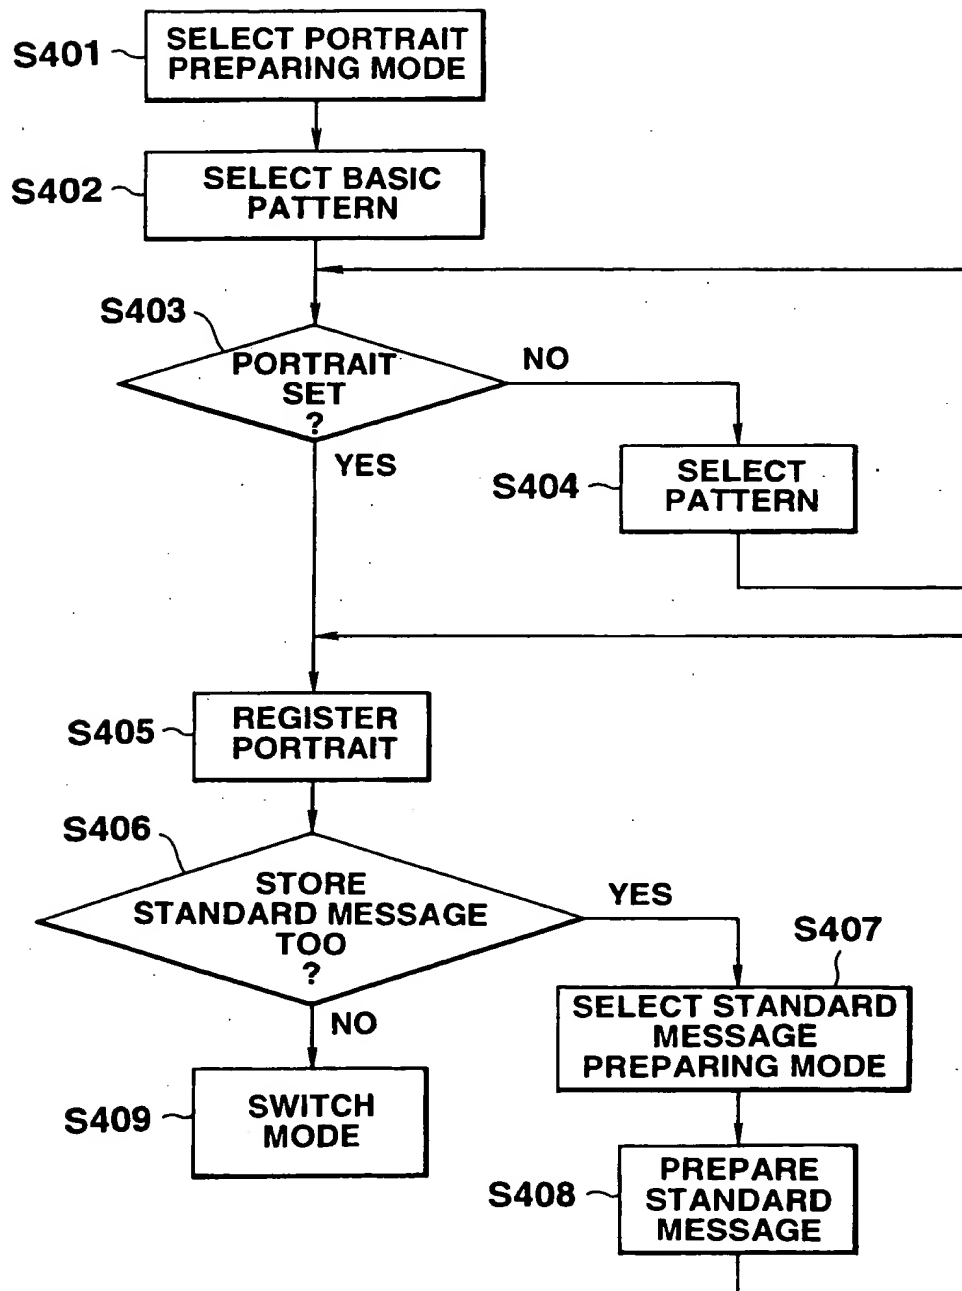 S401
SELECT PORTRAIT
PREPARING MODE
S402
SELECT BASIC
PATTERN
S403
PORTRAIT
SET
?
NO
YES
S404
SELECT
PATTERN
S405
REGISTER
PORTRAIT
S406
STORE
STANDARD MESSAGE
TOO
?
YES
NO
S407
SELECT STANDARD
MESSAGE
PREPARING MODE
S409
SWITCH
MODE
S408
PREPARE
STANDARD
MESSAGE